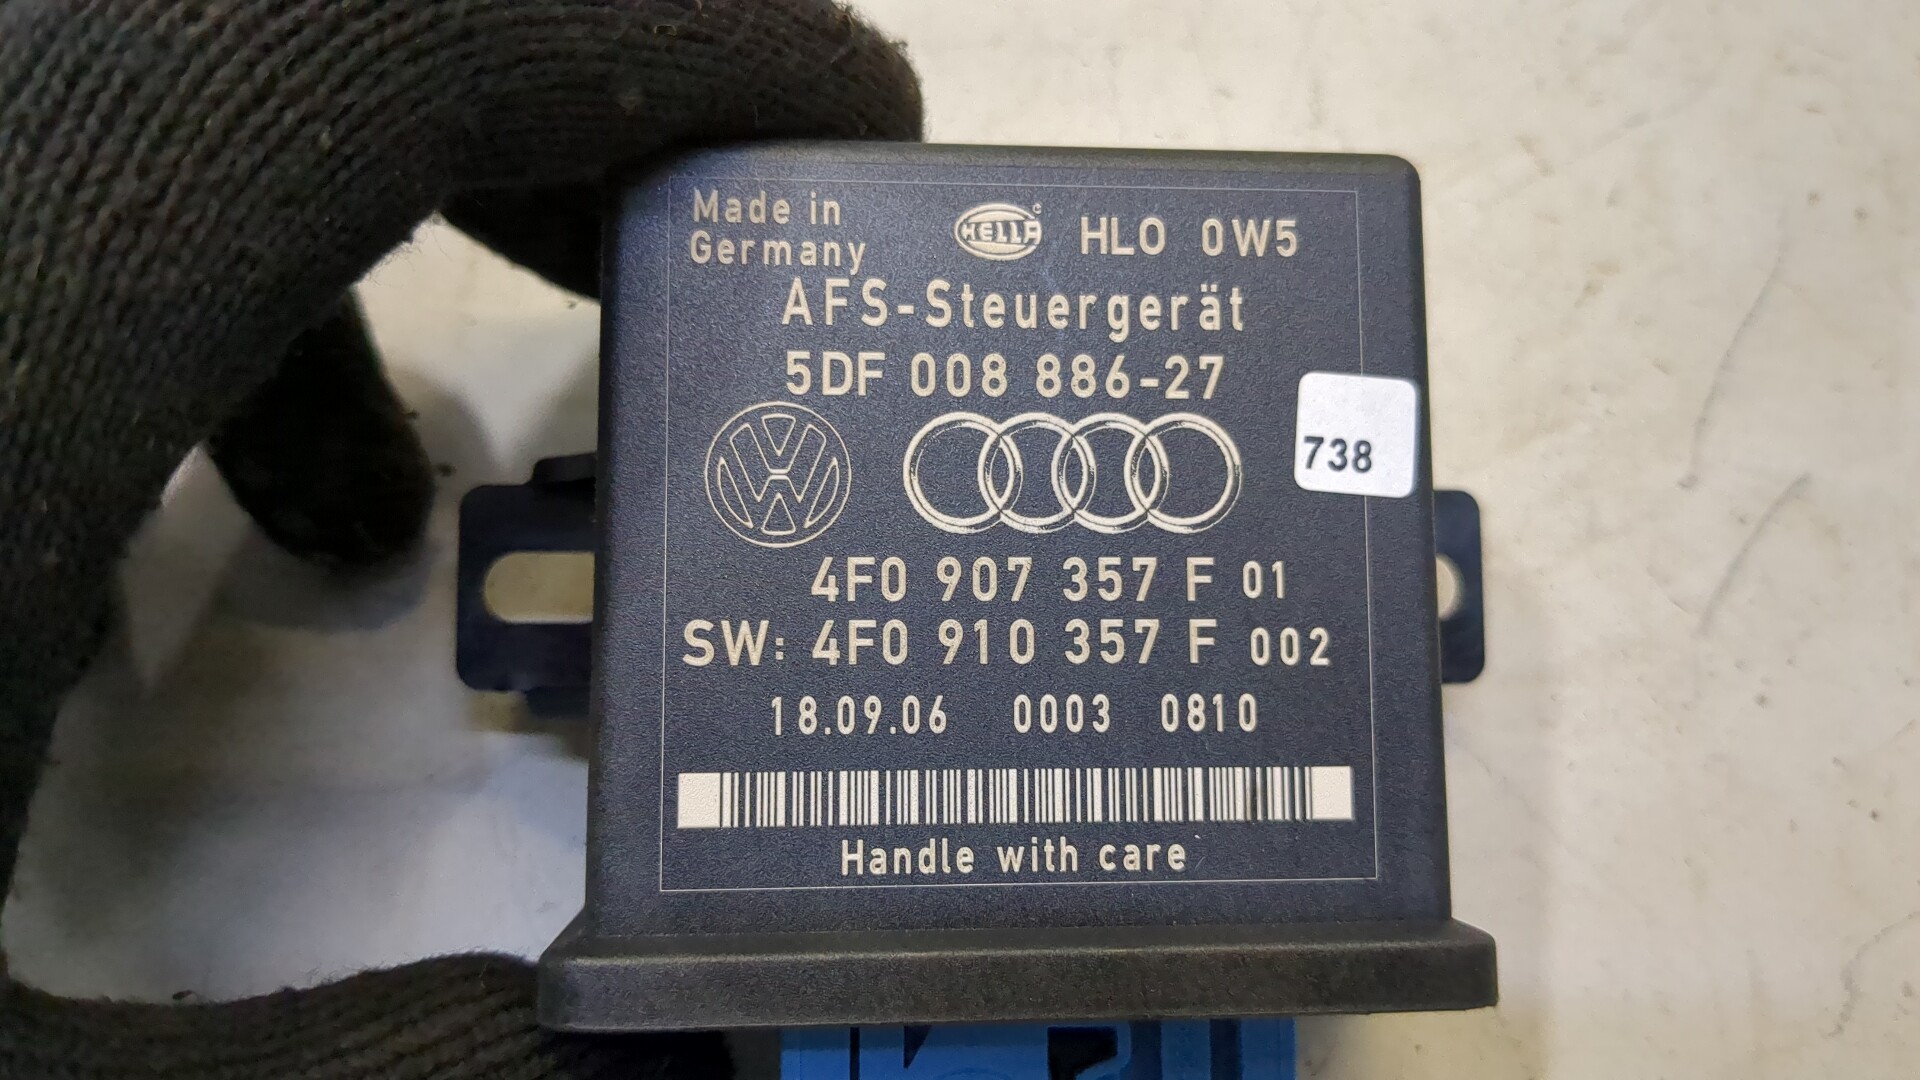 Made in
Germany
HELLA HLO 0W5
AFS-Steuergerät
5DF 008 886-27
738
4F0 907 357 F 01
SW: 4F0 910 357 F 002
18.09.06 0003 0810
Handle with care